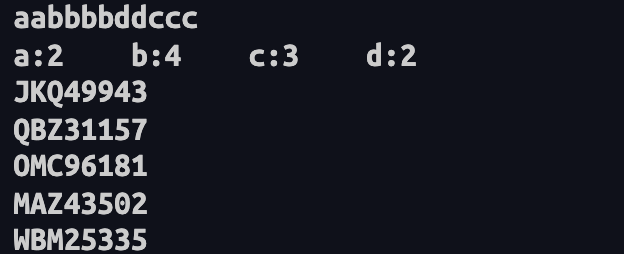 aabbbbddccc
a:2    b:4    c:3    d:2
JKQ49943
QBZ31157
OMC96181
MAZ43502
WBM25335